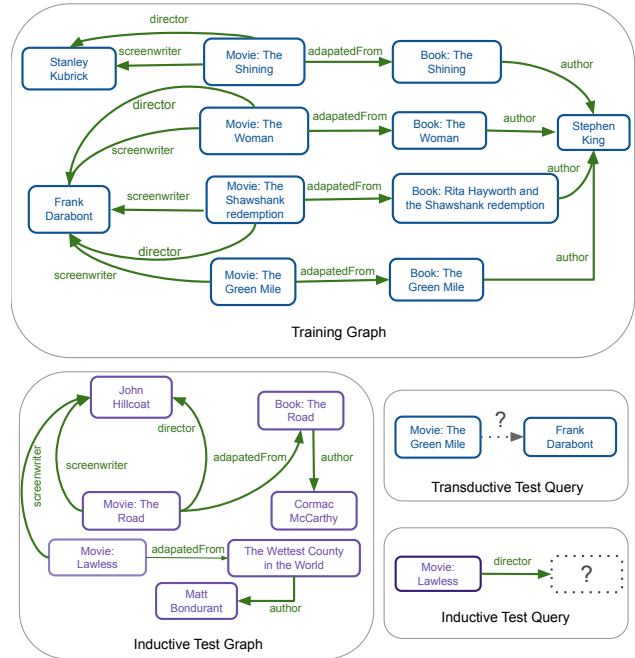 director
screenwriter
Stanley
Kubrick
Movie: The
Shining
adapatedFrom
Book: The
Shining
author
director
screenwriter
Movie: The
Woman
adapatedFrom
Book: The
Woman
author
Stephen
King
Frank
Darabont
screenwriter
Movie: The
Shawshank
redemption
adapatedFrom
Book: Rita Hayworth and
the Shawshank redemption
author
director
screenwriter
Movie: The
Green Mile
adapatedFrom
Book: The
Green Mile
author
Training Graph
John
Hillcoat
Book: The
Road
director
screenwriter
screenwriter
adapatedFrom
author
Movie: The
Road
Cormac
McCarthy
Movie:
Lawless
adapatedFrom
The Wettest County
in the World
Matt
Bondurant
author
Inductive Test Graph
Movie: The
Green Mile
?
Frank
Darabont
Transductive Test Query
Movie:
Lawless
director
?
Inductive Test Query